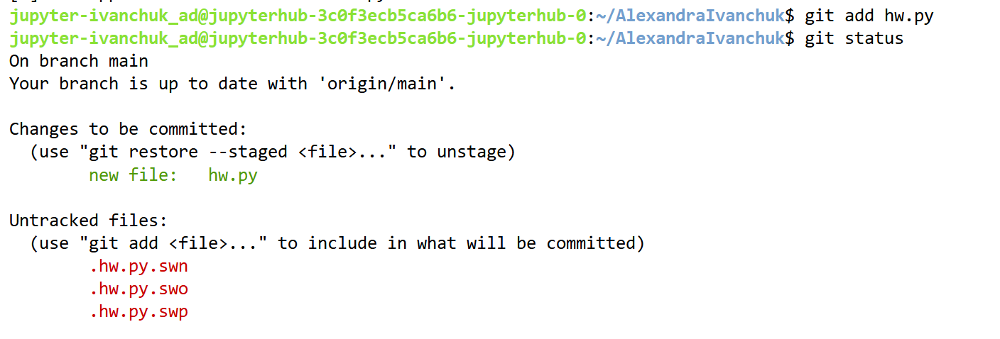 jupyter-ivanchuk_ad@jupyterhub-3c0f3ecb5ca6b6-jupyterhub-0:~/AlexandraIvanchuk$ git add hw.py
jupyter-ivanchuk_ad@jupyterhub-3c0f3ecb5ca6b6-jupyterhub-0:~/AlexandraIvanchuk$ git status
On branch main
Your branch is up to date with 'origin/main'.
Changes to be committed:
  (use "git restore --staged <file>..." to unstage)
        new file:   hw.py
Untracked files:
  (use "git add <file>..." to include in what will be committed)
        .hw.py.swn
        .hw.py.swo
        .hw.py.swp